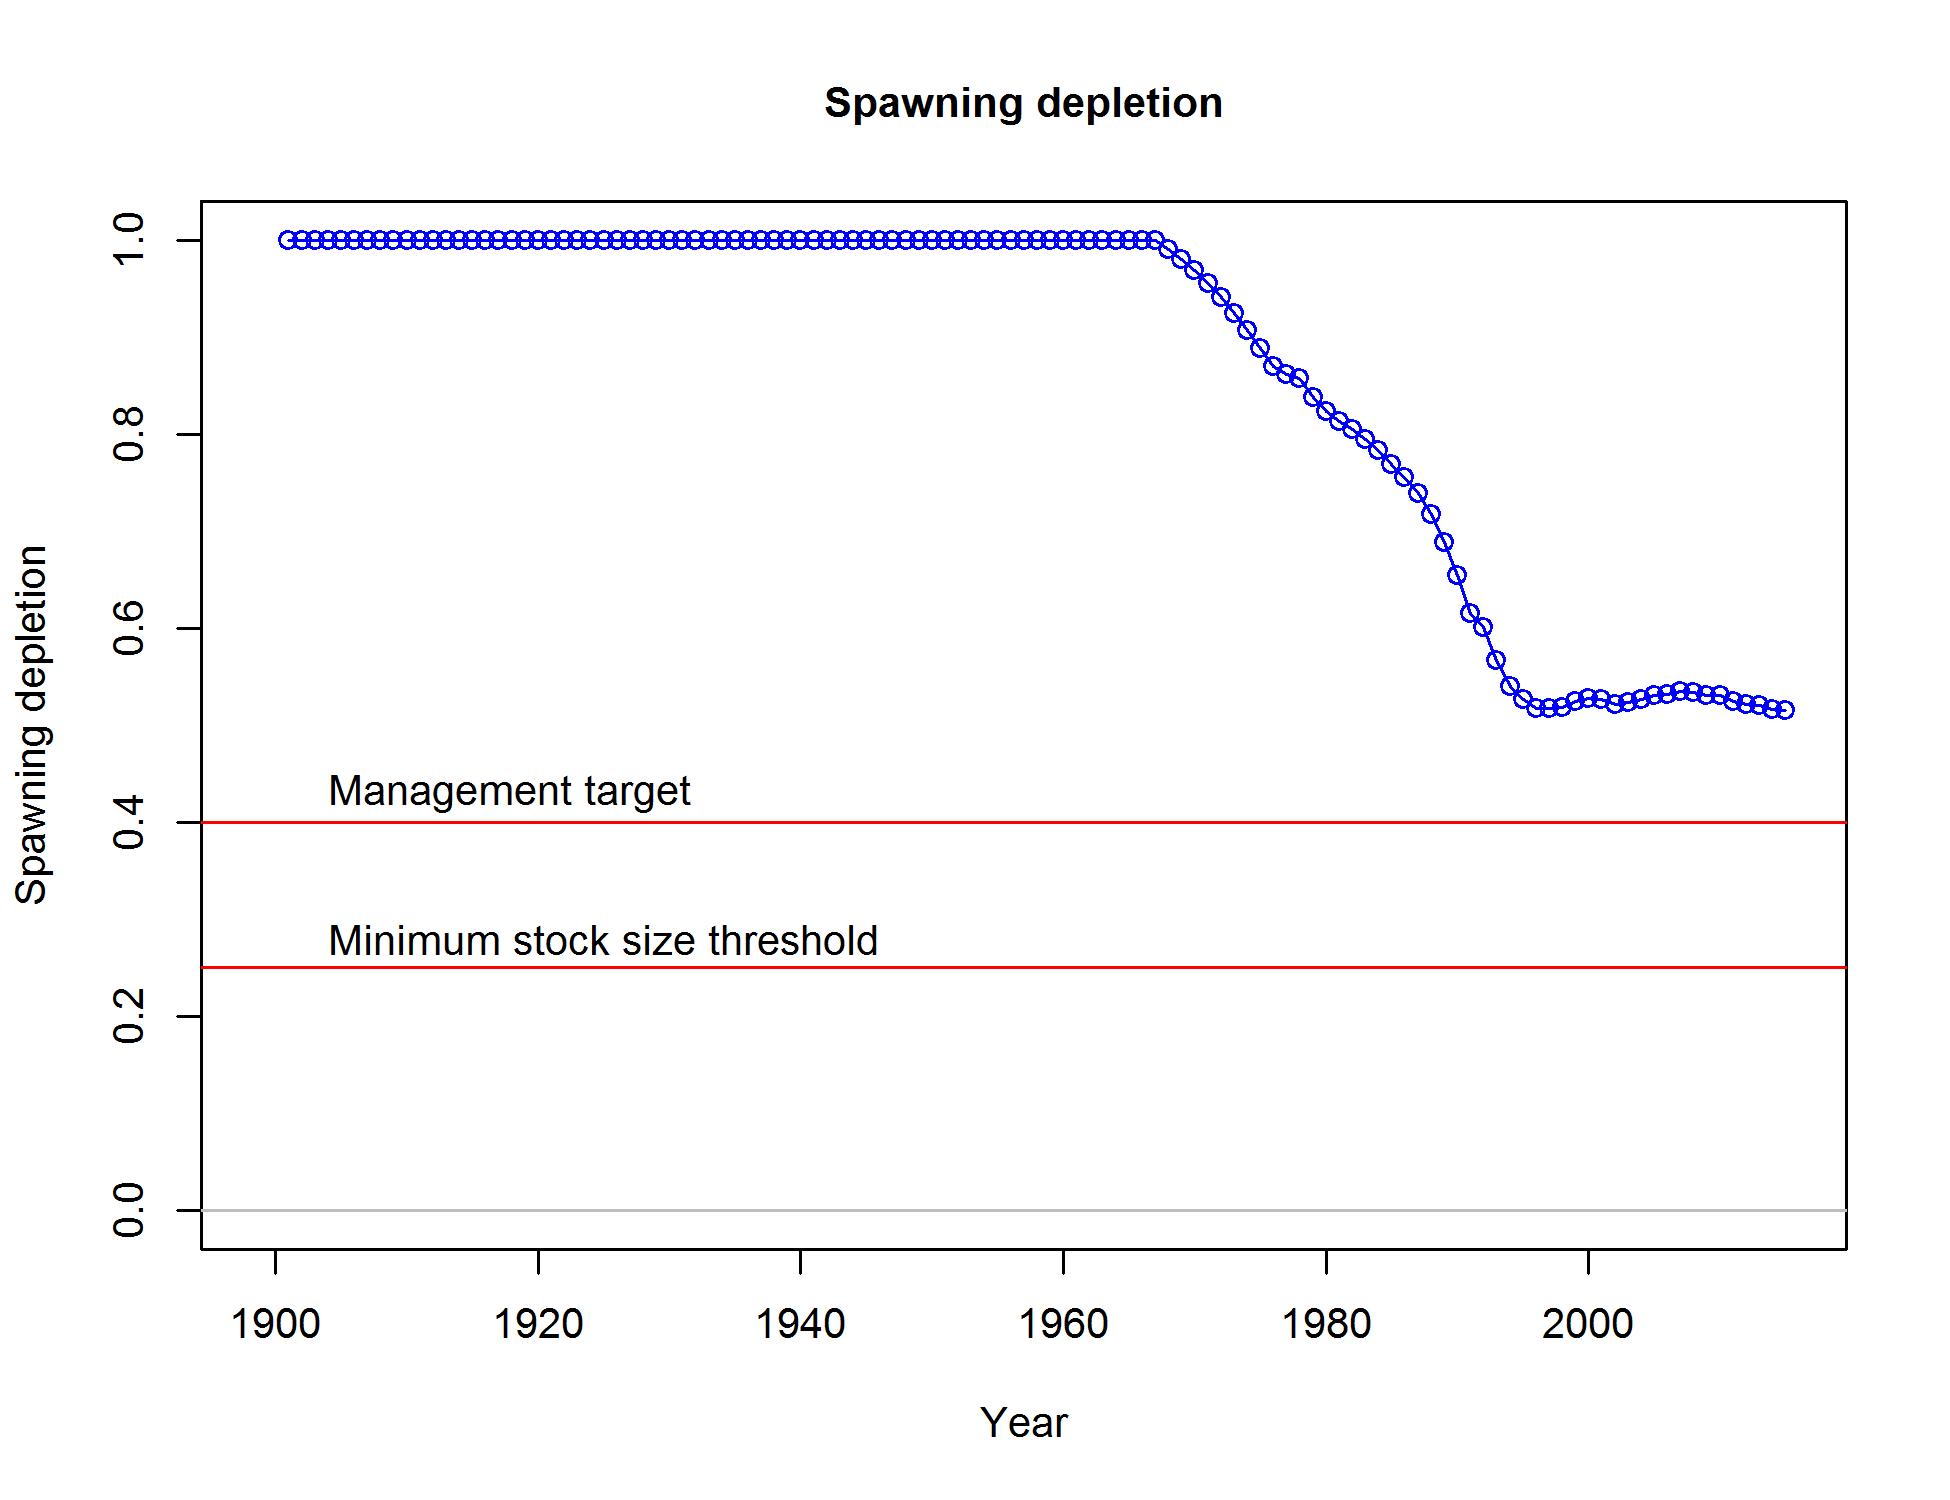 Spawning depletion
Spawning depletion
1.0
0.8
0.6
0.4
0.2
0.0
Management target
Minimum stock size threshold
1900 1920 1940 1960 1980 2000
Year